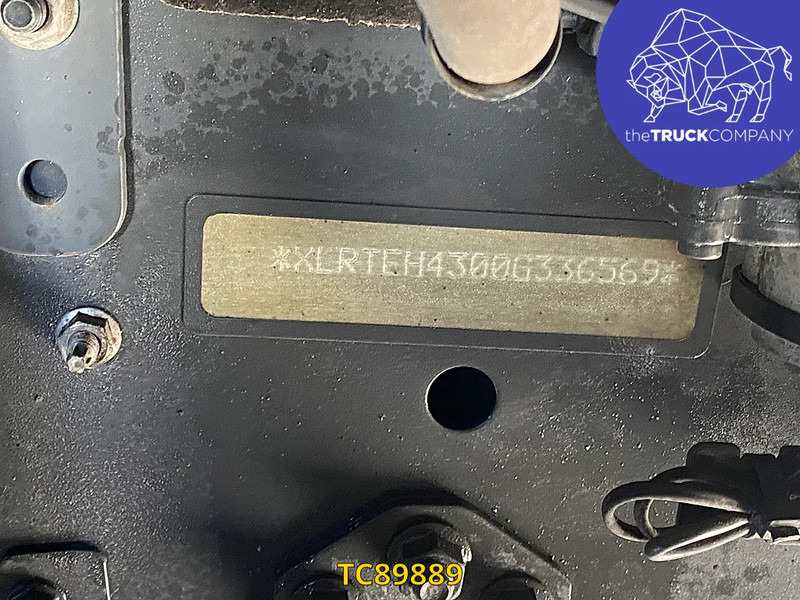 theTRUCKCOMPANY
*XLRTEH4300G336569*
TC89889